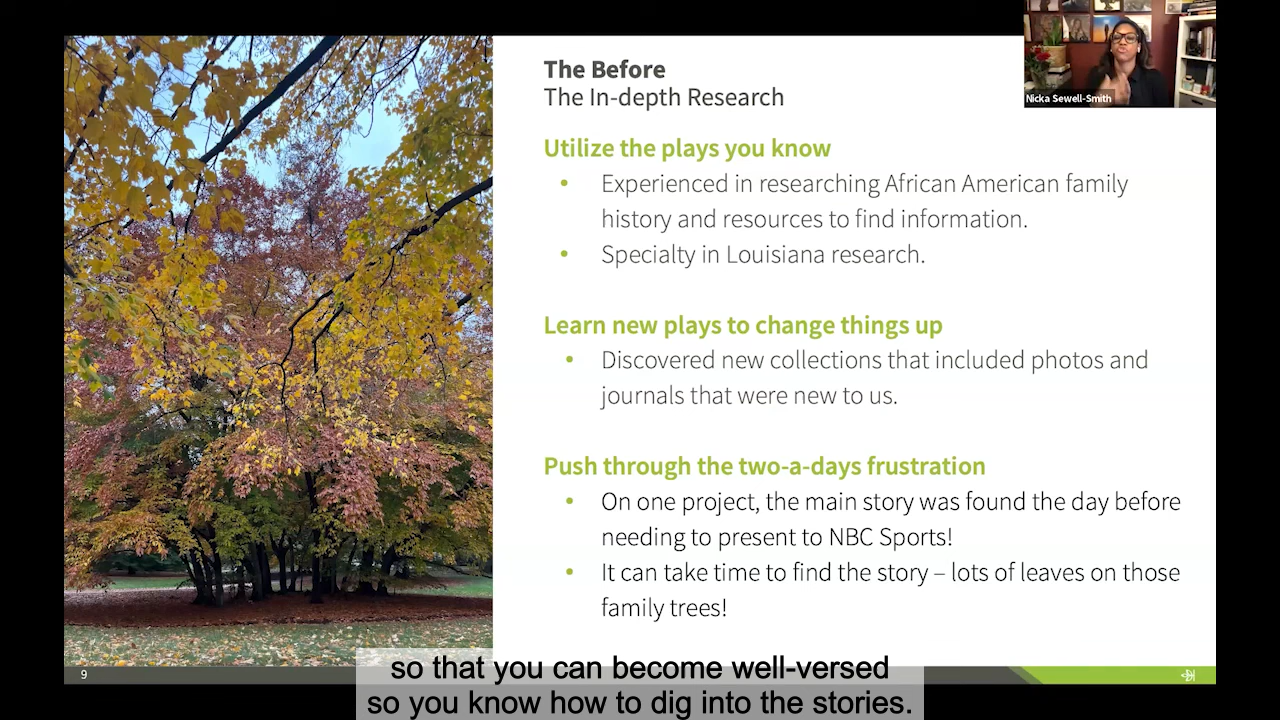 The Before
The In-depth Research
Nicka Sewell-Smith
Utilize the plays you know
• Experienced in researching African American family
history and resources to find information.
• Specialty in Louisiana research.
Learn new plays to change things up
• Discovered new collections that included photos and
journals that were new to us.
Push through the two-a-days frustration
• On one project, the main story was found the day before
needing to present to NBC Sports!
• It can take time to find the story – lots of leaves on those
family trees!
9
so that you can become well-versed
so you know how to dig into the stories.